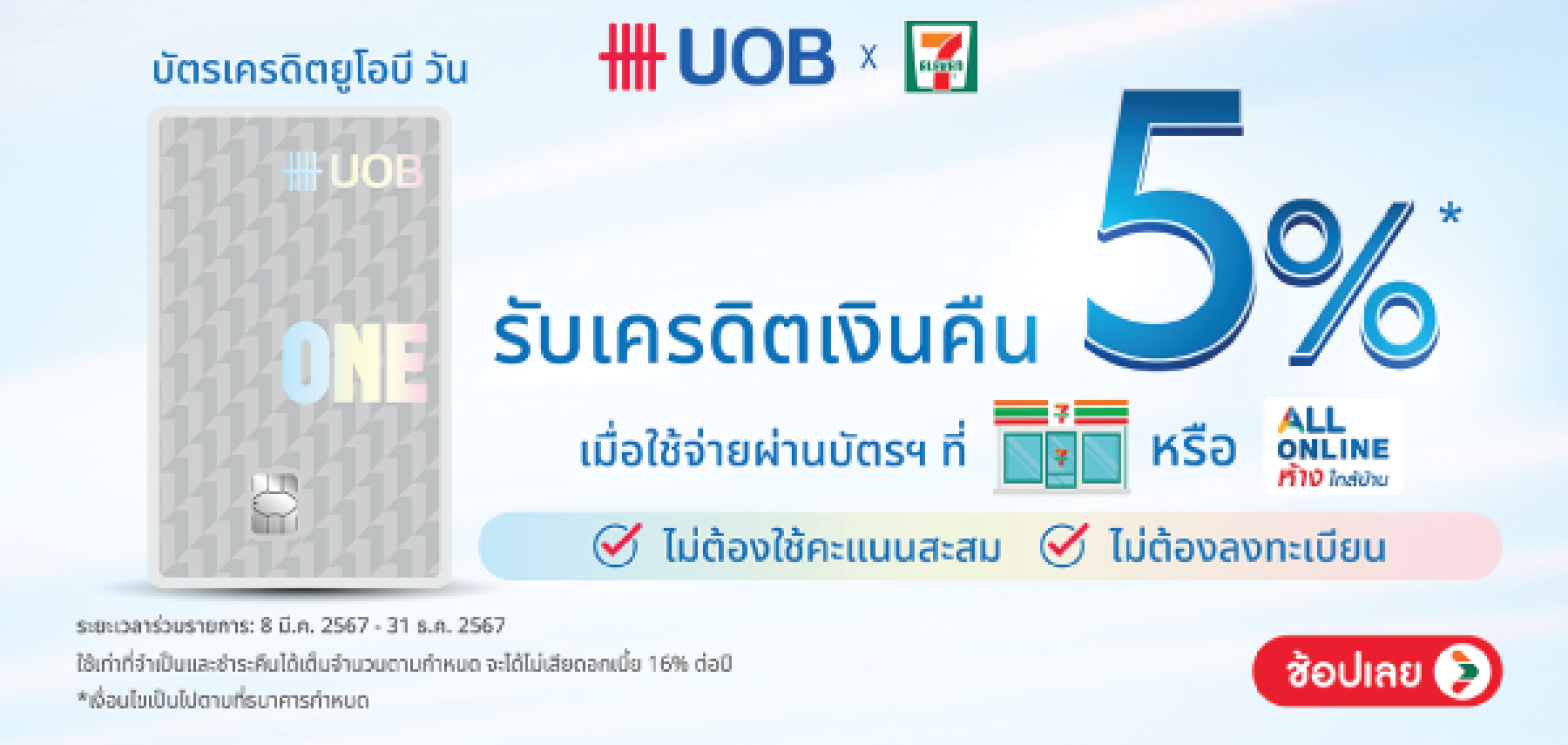 บัตรเครดิตยูโอบี วัน
UOB x 7 ELEVEN
UOB
ONE
5%*
รับเครดิตเงินคืน
เมื่อใช้จ่ายผ่านบัตรฯ ที่ 7 7 หรือ
ALL
ONLINE
ห้าง ใกล้บ้าน
ไม่ต้องใช้คะแนนสะสม ไม่ต้องลงทะเบียน
ระยะเวลาร่วมรายการ: 8 มี.ค. 2567 - 31 ธ.ค. 2567
ใช้เท่าที่จำเป็นและชำระคืนได้เต็มจำนวนตามกำหนด จะได้ไม่เสียดอกเบี้ย 16% ต่อปี
*เงื่อนไขเป็นไปตามที่ธนาคารกำหนด
ช้อปเลย